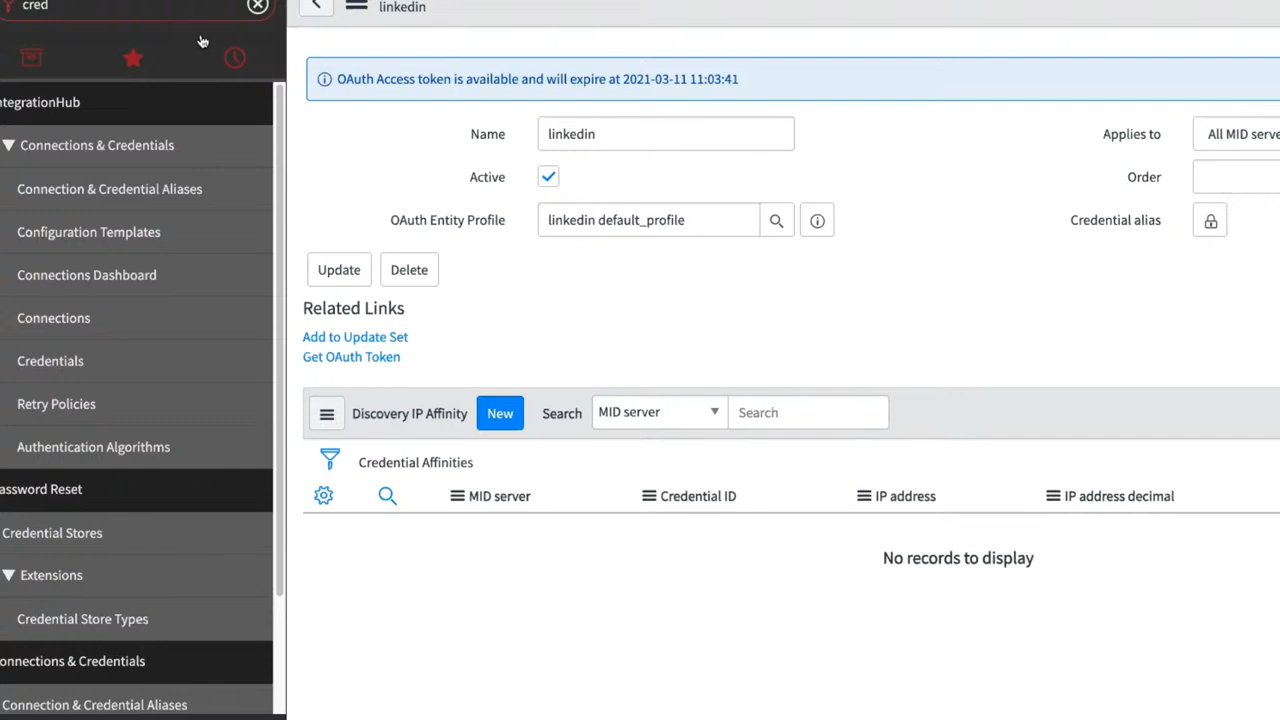 cred
ntegrationHub
Connections & Credentials
Connection & Credential Aliases
Configuration Templates
Connections Dashboard
Connections
Credentials
Retry Policies
Authentication Algorithms
assword Reset
Credential Stores
Extensions
Credential Store Types
onnections & Credentials
Connection & Credential Aliases
linkedin
OAuth Access token is available and will expire at 2021-03-11 11:03:41
Name linkedin Applies to All MID serve
Active Order
OAuth Entity Profile linkedin default_profile Credential alias
Update Delete
Related Links
Add to Update Set
Get OAuth Token
Discovery IP Affinity New Search MID server Search
Credential Affinities
MID server Credential ID IP address IP address decimal
No records to display